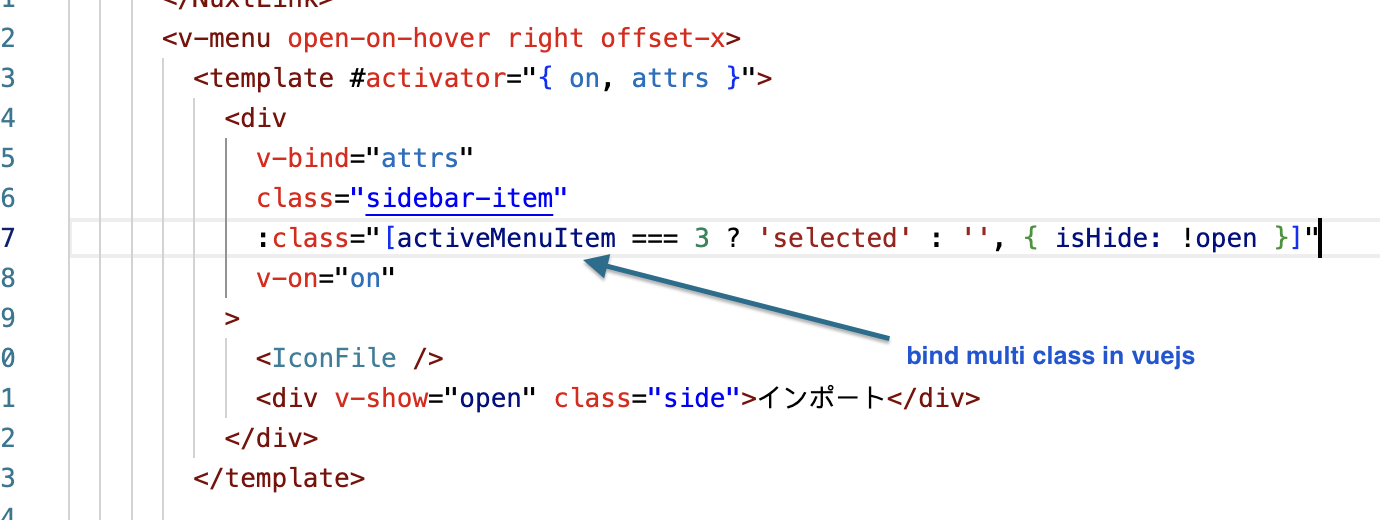 </NuxtLink>
2 <v-menu open-on-hover right offset-x>
3 <template #activator="{ on, attrs }">
4 <div
5 v-bind="attrs"
6 class="sidebar-item"
7 :class="[activeMenuItem === 3 ? 'selected' : '', { isHide: !open }]"
8 v-on="on"
9 >
0 <IconFile />
bind multi class in vuejs
1 <div v-show="open" class="side">インポート</div>
2 </div>
3 </template>
4